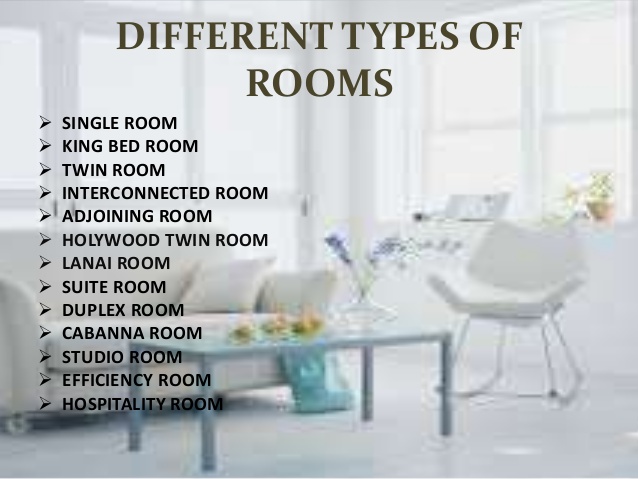 DIFFERENT TYPES OF
ROOMS
➢ SINGLE ROOM
➢ KING BED ROOM
➢ TWIN ROOM
➢ INTERCONNECTED ROOM
➢ ADJOINING ROOM
➢ HOLYWOOD TWIN ROOM
➢ LANAI ROOM
➢ SUITE ROOM
➢ DUPLEX ROOM
➢ CABANNA ROOM
➢ STUDIO ROOM
➢ EFFICIENCY ROOM
➢ HOSPITALITY ROOM